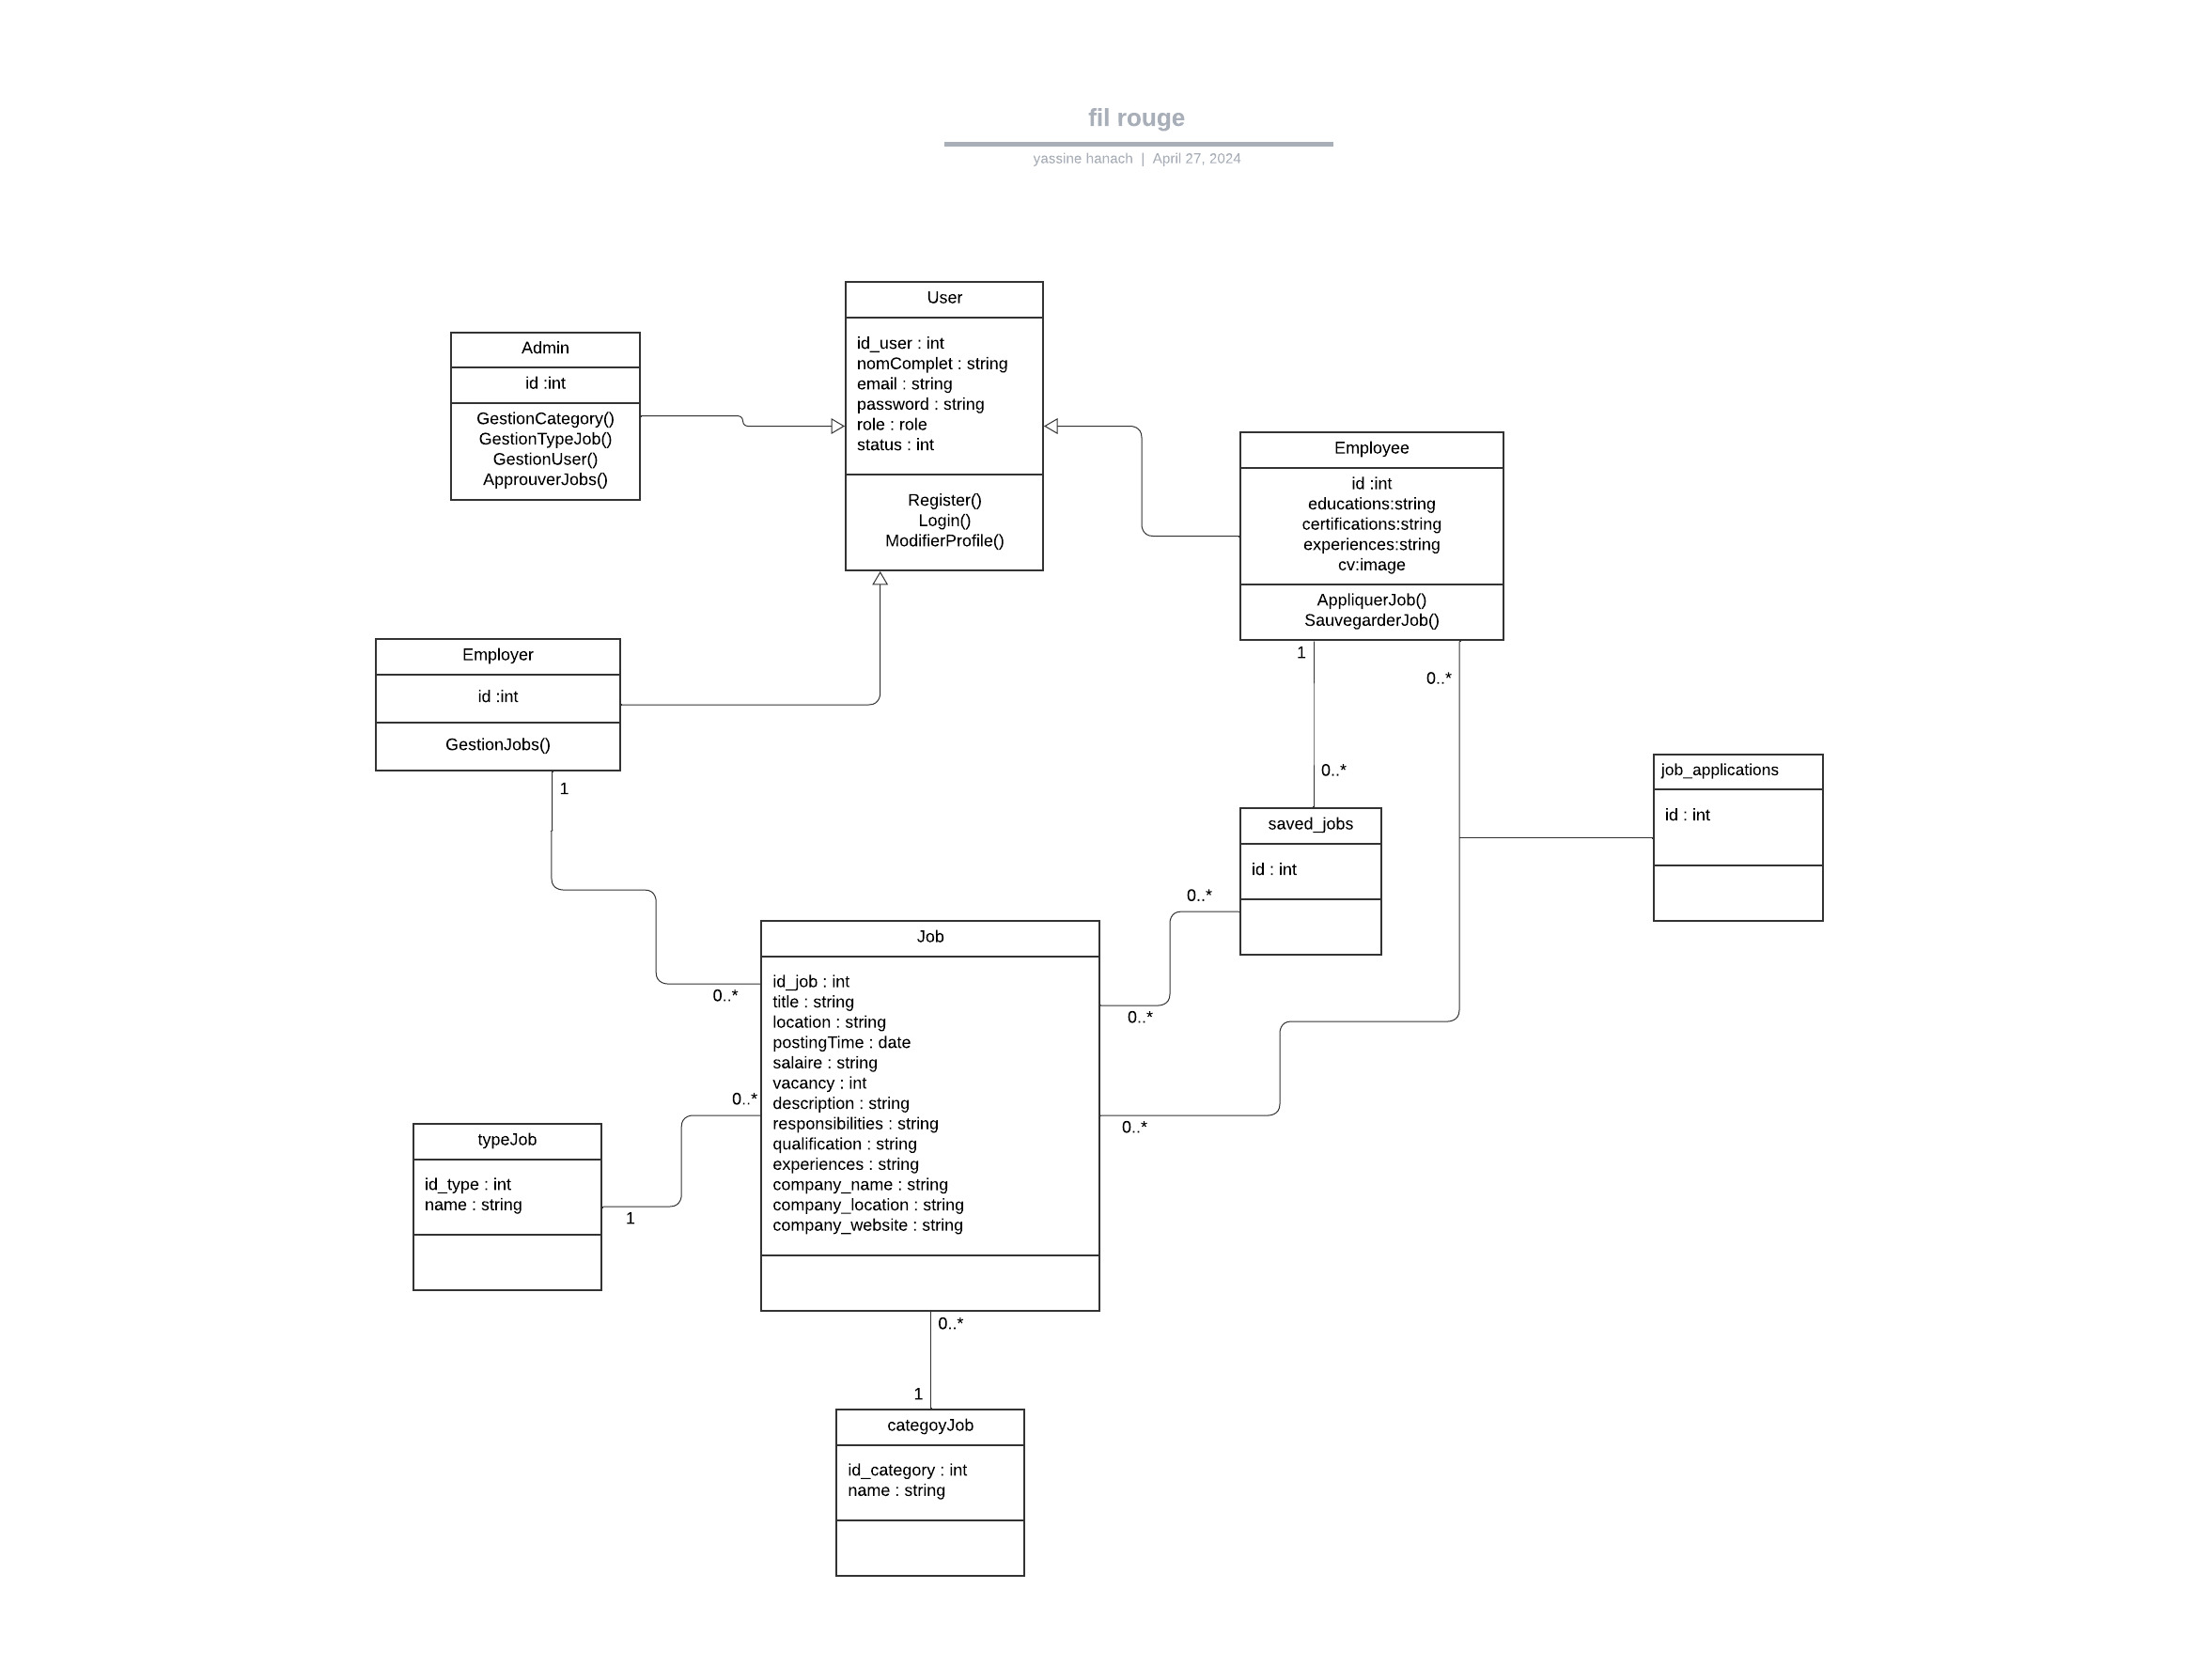 fil rouge
yassine hanach | April 27, 2024
User
id_user : int
nomComplet : string
email : string
password : string
role : role
status : int
Register()
Login()
ModifierProfile()
Admin
id :int
GestionCategory()
GestionTypeJob()
GestionUser()
ApprouverJobs()
Employee
id :int
educations:string
certifications:string
experiences:string
cv:image
AppliquerJob()
SauvegarderJob()
1
0..*
Employer
id :int
GestionJobs()
1
0..*
job_applications
id : int
saved_jobs
id : int
0..*
Job
id_job : int
title : string
location : string
postingTime : date
salaire : string
vacancy : int
description : string
responsibilities : string
qualification : string
experiences : string
company_name : string
company_location : string
company_website : string
0..*
0..*
0..*
0..*
typeJob
id_type : int
name : string
1
0..*
1
categoyJob
id_category : int
name : string